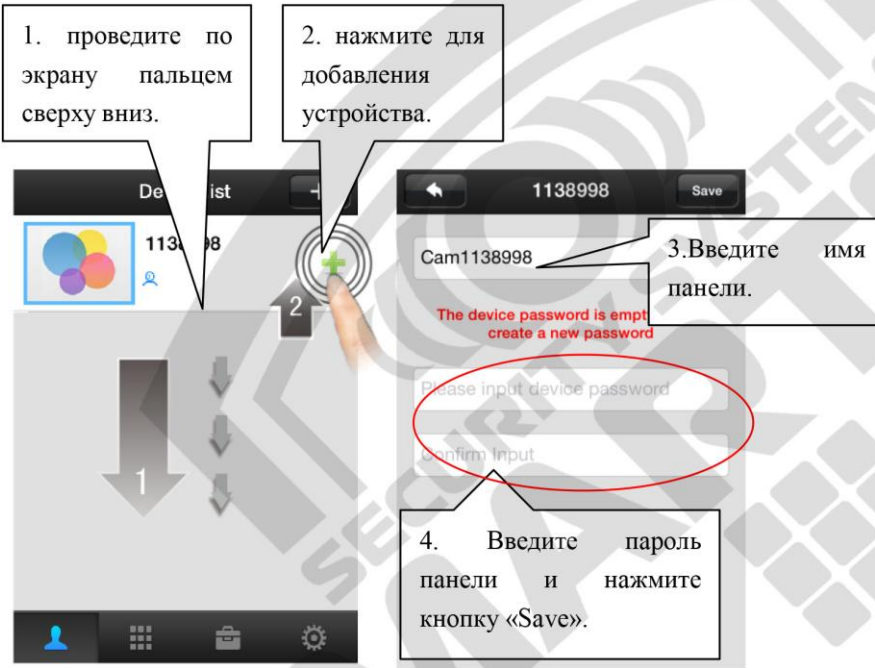 1. проведите по
экрану пальцем
сверху вниз.
2. нажмите для
добавления
устройства.
1138998
Save
Cam1138998
3.Введите имя
панели.
The device password is
create a new password
Please input device password
Confirm Input
4. Введите пароль
панели и нажмите
кнопку «Save».
2
1
SECURITY